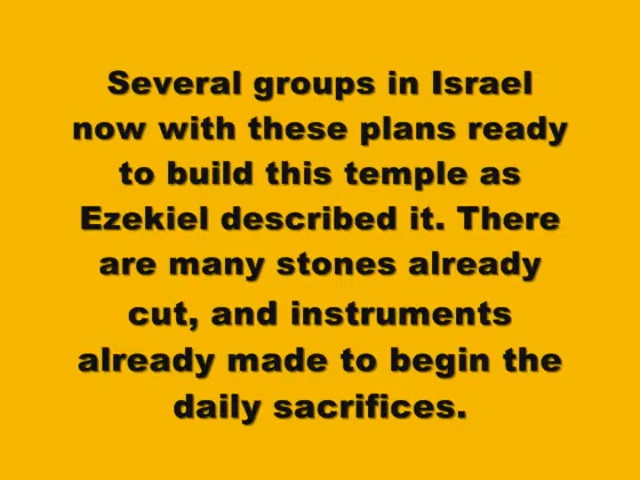 Several groups in Israel
now with these plans ready
to build this temple as
Ezekiel described it. There
are many stones already
cut, and instruments
already made to begin the
daily sacrifices.